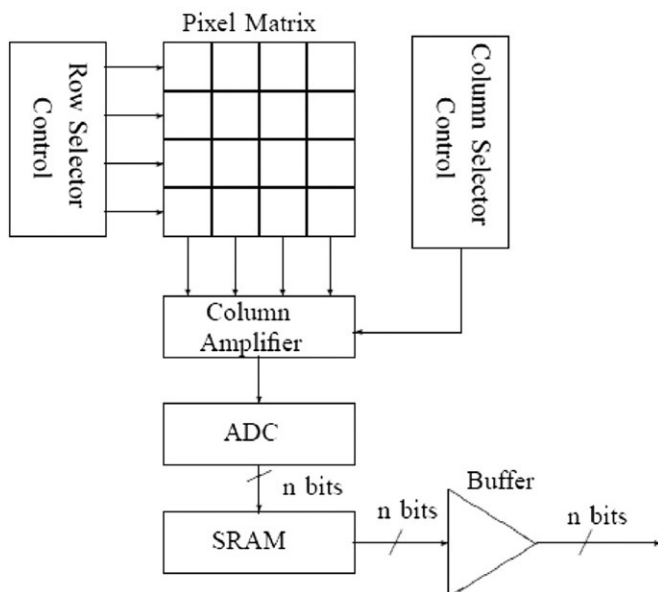 Pixel Matrix
Row Selector
Control
Column Selector
Control
Column
Amplifier
ADC
n bits
SRAM
n bits
Buffer
n bits